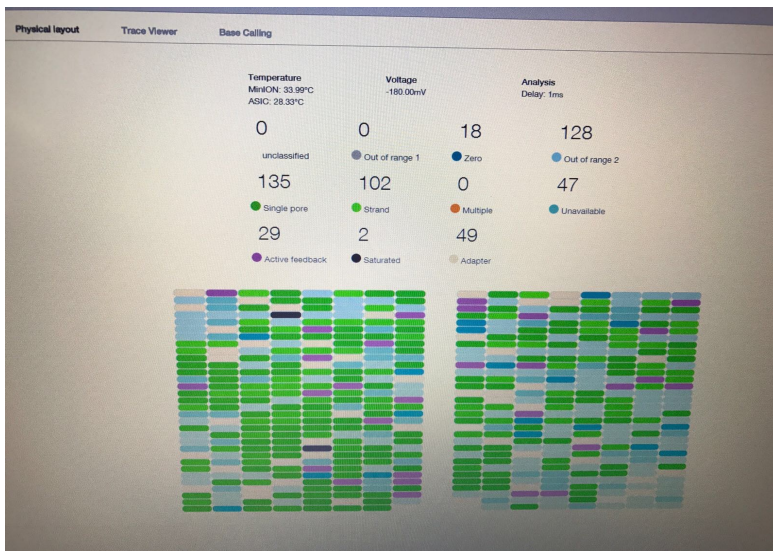 Physical layout
Trace Viewer
Base Calling
Temperature
MinION: 33.99°C
ASIC: 28.33°C
Voltage
-180.00mV
Analysis
Delay: 1ms
0
unclassified
0
Out of range 1
18
Zero
128
Out of range 2
135
Single pore
102
Strand
0
Multiple
47
Unavailable
29
Active feedback
2
Saturated
49
Adapter